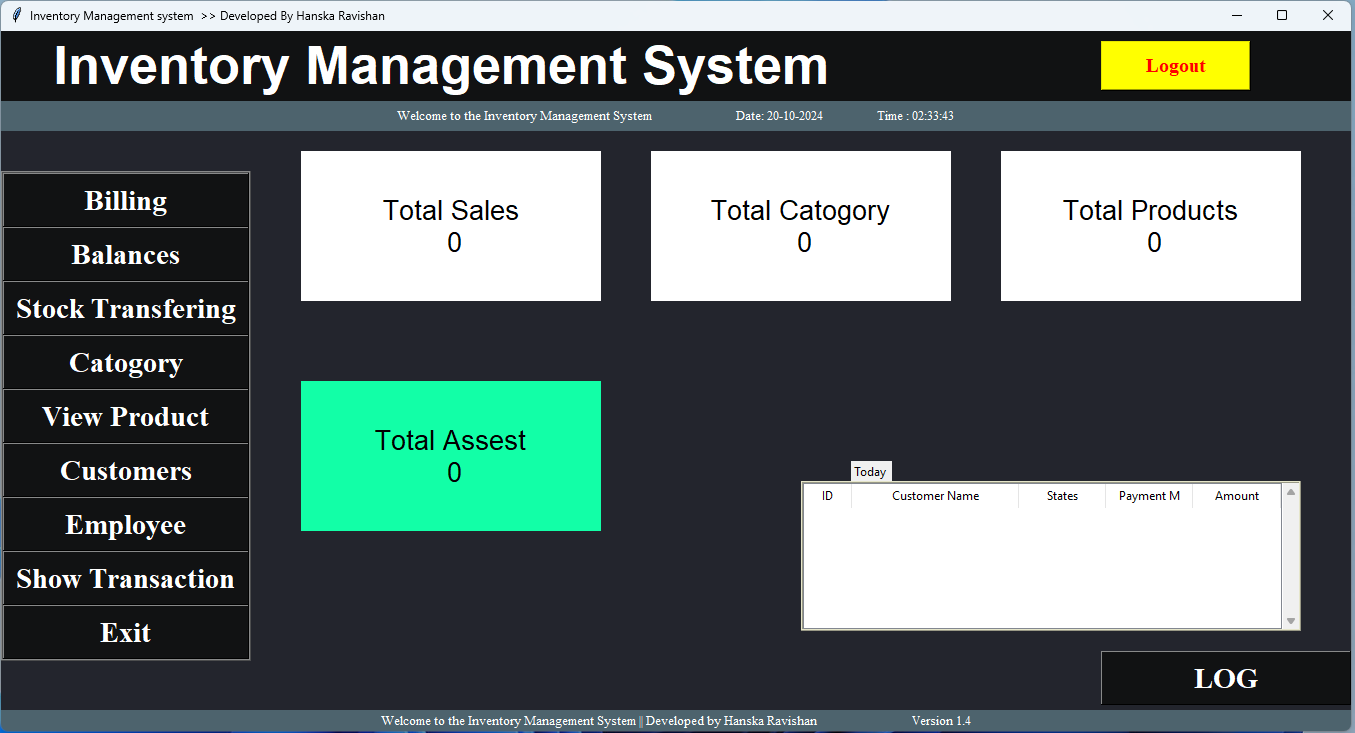 Inventory Management system >> Developed By Hanska Ravishan
Inventory Management System
Logout
Welcome to the Inventory Management System Date: 20-10-2024 Time : 02:33:43
Billing
Balances
Stock Transfering
Catogory
View Product
Customers
Employee
Show Transaction
Exit
Total Sales
0
Total Catogory
0
Total Products
0
Total Assest
0
Today
ID Customer Name States Payment M Amount
LOG
Welcome to the Inventory Management System || Developed by Hanska Ravishan Version 1.4